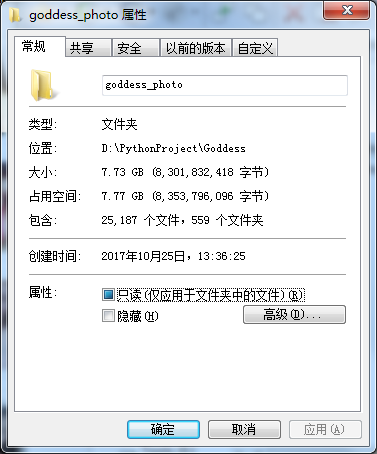 goddess_photo 属性
常规 共享 安全 以前的版本 自定义
goddess_photo
类型: 文件夹
位置: D:\PythonProject\Goddess
大小: 7.73 GB (8,301,832,418 字节)
占用空间: 7.77 GB (8,353,796,096 字节)
包含: 25,187 个文件，559 个文件夹
创建时间: 2017年10月25日，13:36:25
属性: 只读(仅应用于文件夹中的文件)(R)
隐藏(H) 高级(D)...
确定 取消 应用(A)